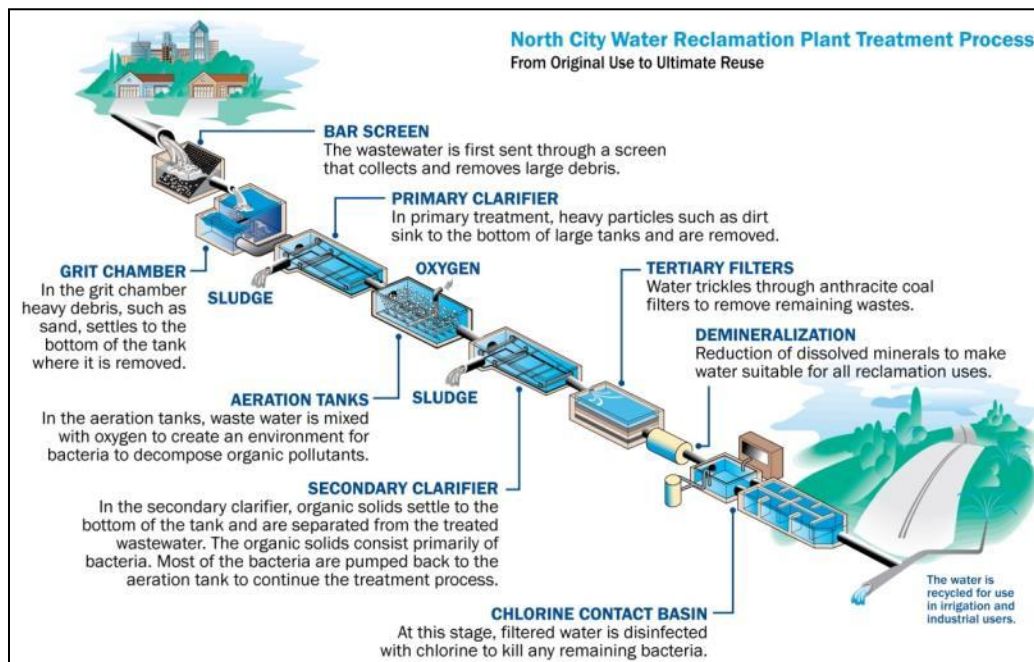 North City Water Reclamation Plant Treatment Process
From Original Use to Ultimate Reuse
BAR SCREEN
The wastewater is first sent through a screen
that collects and removes large debris.
PRIMARY CLARIFIER
In primary treatment, heavy particles such as dirt
sink to the bottom of large tanks and are removed.
GRIT CHAMBER
In the grit chamber
heavy debris, such as
sand, settles to the
bottom of the tank
where it is removed.
SLUDGE
OXYGEN
TERTIARY FILTERS
Water trickles through anthracite coal
filters to remove remaining wastes.
DEMINERALIZATION
Reduction of dissolved minerals to make
water suitable for all reclamation uses.
AERATION TANKS
In the aeration tanks, waste water is mixed
with oxygen to create an environment for
bacteria to decompose organic pollutants.
SLUDGE
SECONDARY CLARIFIER
In the secondary clarifier, organic solids settle to the
bottom of the tank and are separated from the treated
wastewater. The organic solids consist primarily of
bacteria. Most of the bacteria are pumped back to the
aeration tank to continue the treatment process.
CHLORINE CONTACT BASIN
At this stage, filtered water is disinfected
with chlorine to kill any remaining bacteria.
The water is
recycled for use
in irrigation and
industrial users.